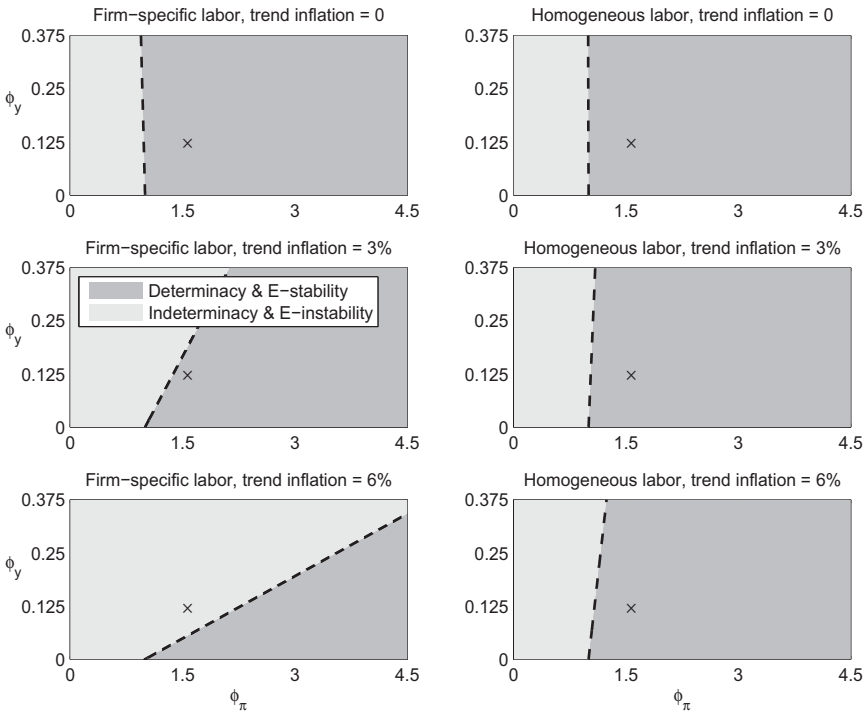 Firm−specific labor, trend inflation = 0
0.375
0.25
ϕy
0.125
0
0 1.5 3 4.5
Homogeneous labor, trend inflation = 0
0.375
0.25
0.125
0
0 1.5 3 4.5
Firm−specific labor, trend inflation = 3%
0.375
Determinacy & E−stability
Indeterminacy & E−instability
0.25
ϕy
0.125
0
0 1.5 3 4.5
Homogeneous labor, trend inflation = 3%
0.375
0.25
0.125
0
0 1.5 3 4.5
Firm−specific labor, trend inflation = 6%
0.375
0.25
ϕy
0.125
0
0 1.5 3 4.5
ϕπ
Homogeneous labor, trend inflation = 6%
0.375
0.25
0.125
0
0 1.5 3 4.5
ϕπ